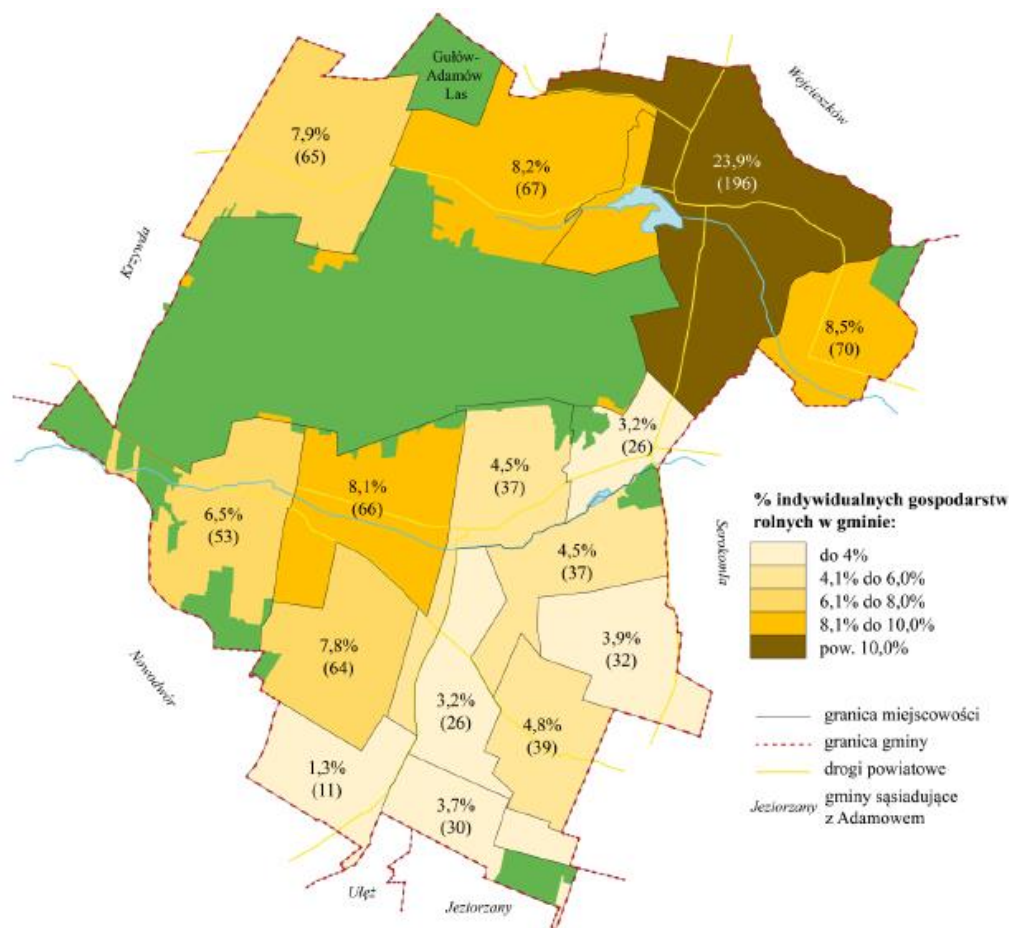 Gułów-
Adamów
Las
Wojcieszków
7,9%
(65)
8,2%
(67)
23,9%
(196)
Krzywda
8,5%
(70)
3,2%
(26)
4,5%
(37)
8,1%
(66)
6,5%
(53)
4,5%
(37)
Serokomla
3,9%
(32)
7,8%
(64)
Nowodwór
3,2%
(26)
4,8%
(39)
1,3%
(11)
3,7%
(30)
Ułęż
Jeziorzany
% indywidualnych gospodarstw
rolnych w gminie:
do 4%
4,1% do 6,0%
6,1% do 8,0%
8,1% do 10,0%
pow. 10,0%
granica miejscowości
granica gminy
drogi powiatowe
Jeziorzany gminy sąsiadujące
z Adamowem